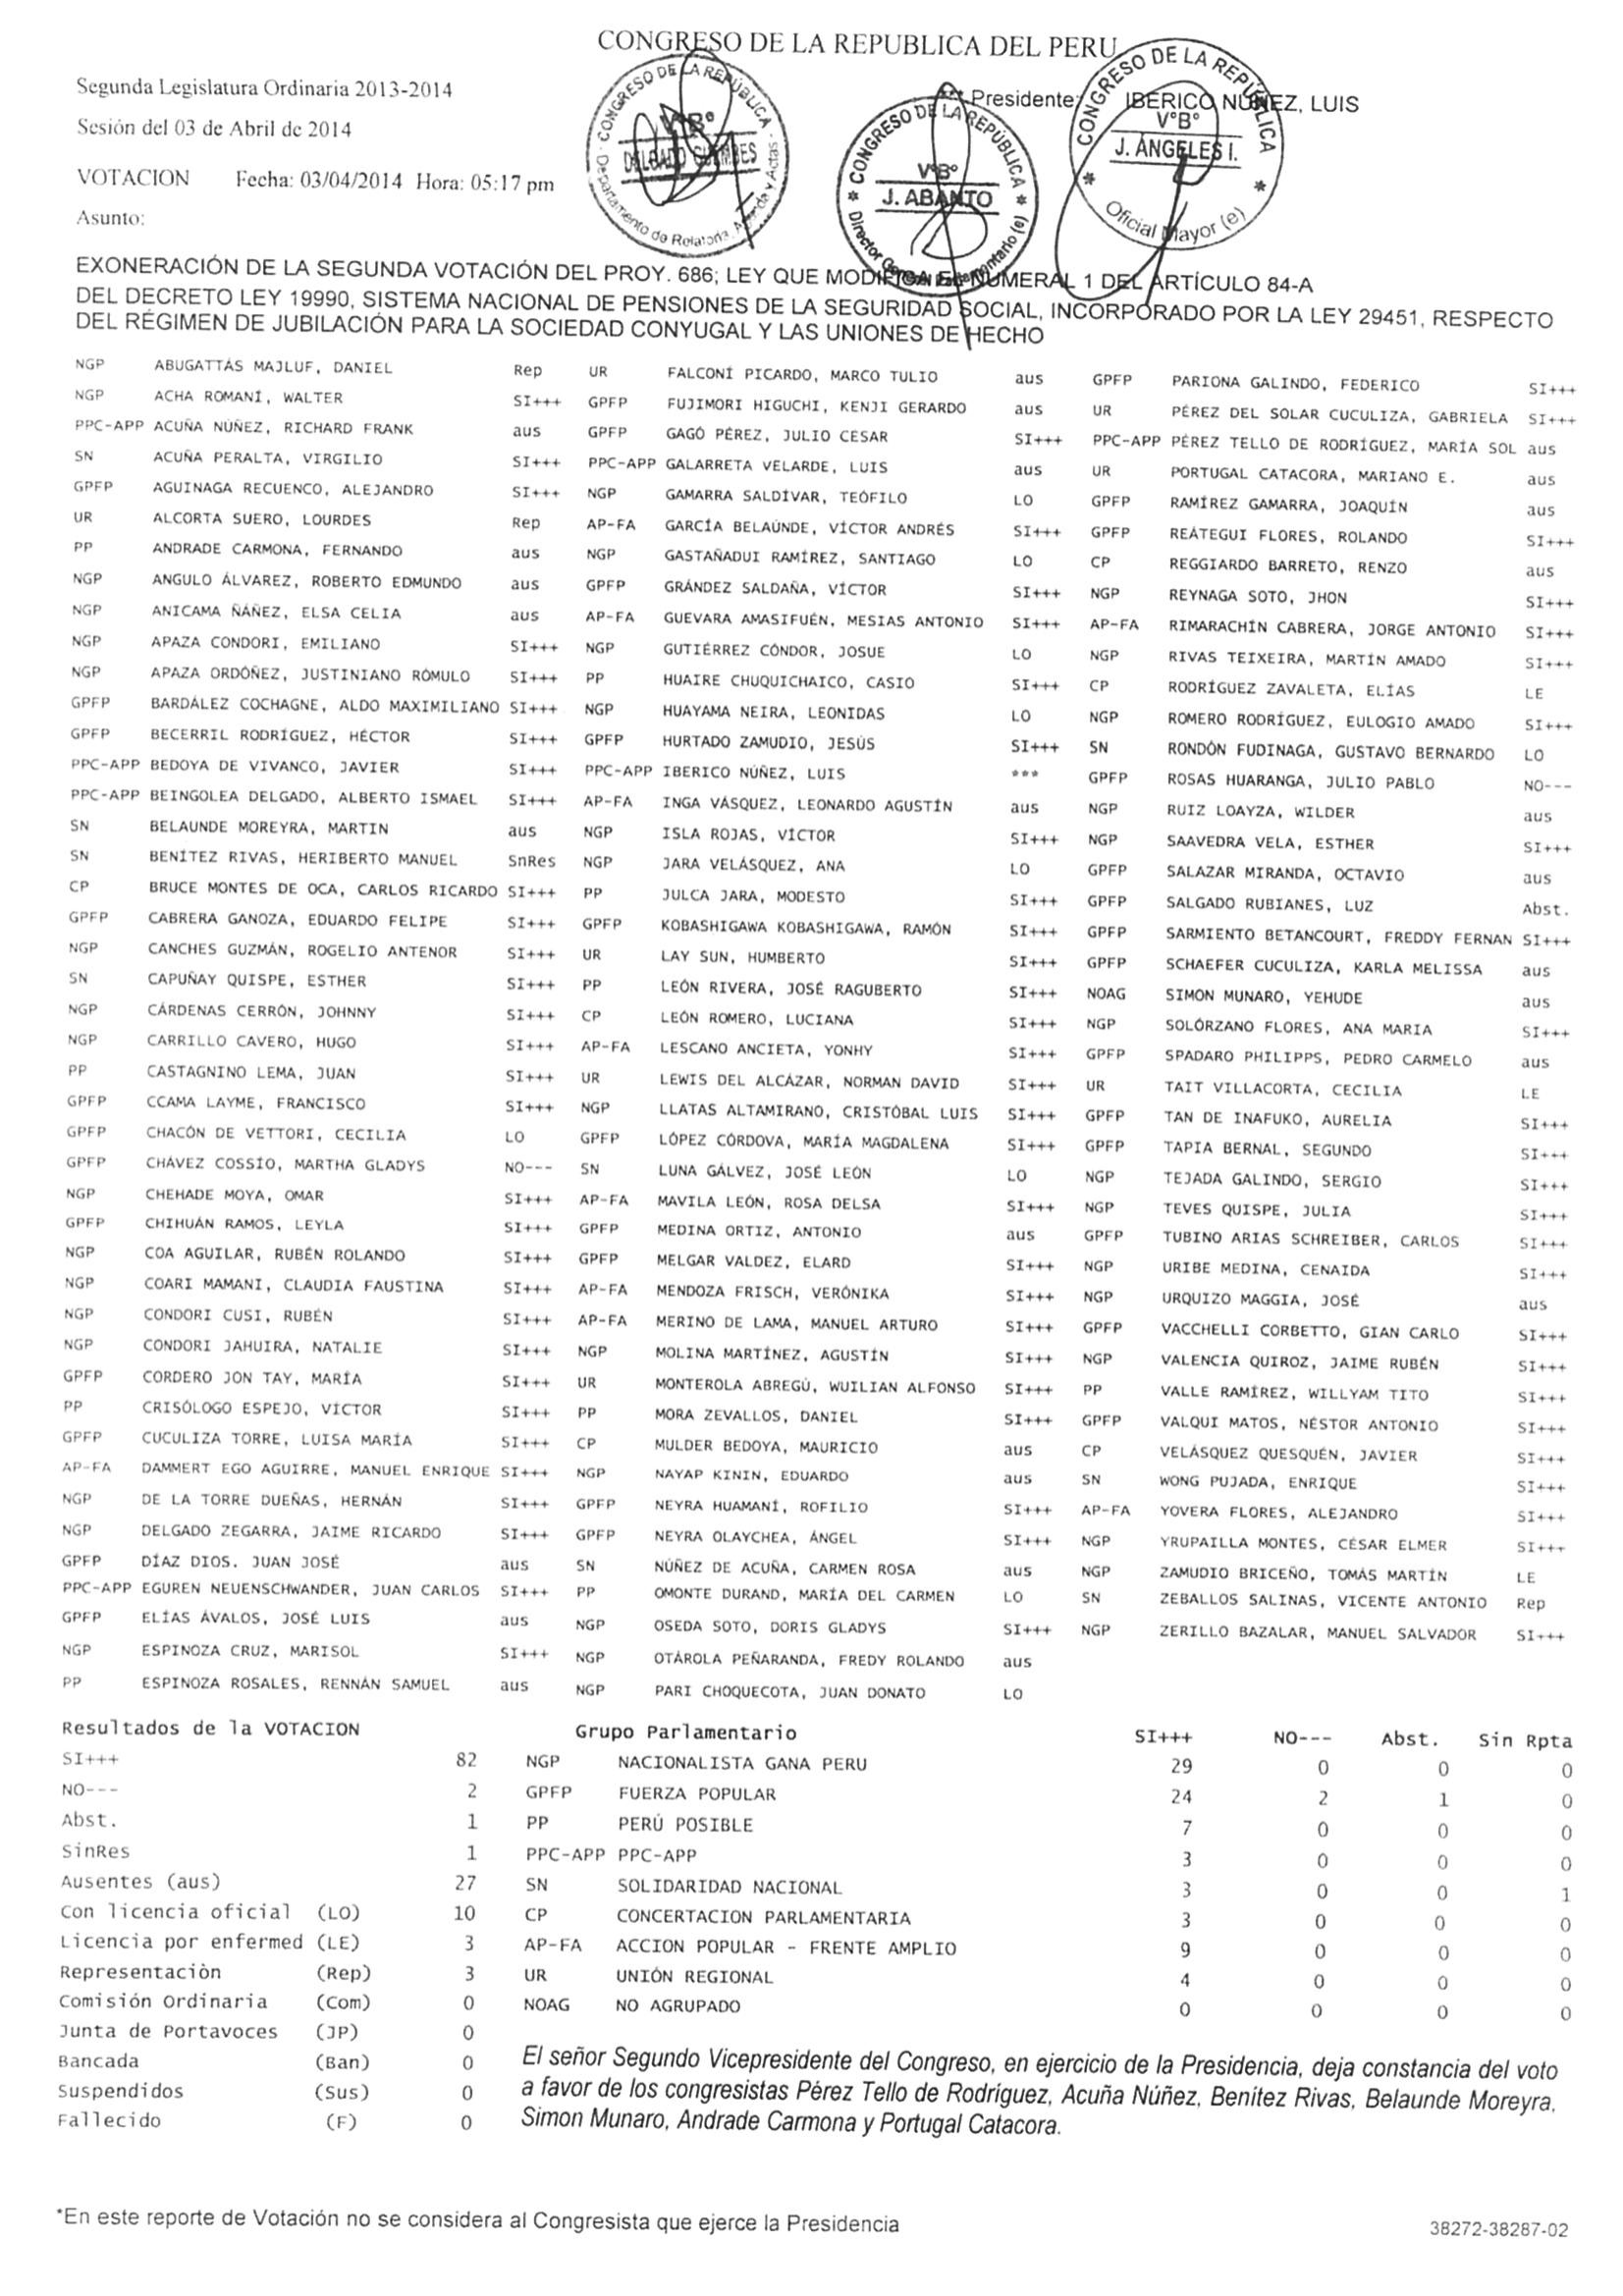 CONGRESO DE LA REPUBLICA DEL PERU
Segunda Legislatura Ordinaria 2013-2014
Sesión del 03 de Abril de 2014
*** Presidente: IBERICO NÚÑEZ, LUIS
VOTACION Fecha: 03/04/2014 Hora: 05:17 pm
Asunto:
CONGRESO DE LA REPÚBLICA
V°B°
DELGADO GUEMBES
Departamento de Relatoria, Agenda y Actas
CONGRESO DE LA REPÚBLICA
V°B°
J. ABANTO
Director General Parlamentario (e)
CONGRESO DE LA REPÚBLICA
V°B°
J. ÁNGELES I.
Oficial Mayor (e)
EXONERACIÓN DE LA SEGUNDA VOTACIÓN DEL PROY. 686; LEY QUE MODIFICA EL NUMERAL 1 DEL ARTÍCULO 84-A
DEL DECRETO LEY 19990, SISTEMA NACIONAL DE PENSIONES DE LA SEGURIDAD SOCIAL, INCORPORADO POR LA LEY 29451, RESPECTO
DEL RÉGIMEN DE JUBILACIÓN PARA LA SOCIEDAD CONYUGAL Y LAS UNIONES DE HECHO
NGP ABUGATTÁS MAJLUF, DANIEL Rep UR FALCONÍ PICARDO, MARCO TULIO aus GPFP PARIONA GALINDO, FEDERICO SI+++
NGP ACHA ROMANÍ, WALTER SI+++ GPFP FUJIMORI HIGUCHI, KENJI GERARDO aus UR PÉREZ DEL SOLAR CUCULIZA, GABRIELA SI+++
PPC-APP ACUÑA NÚÑEZ, RICHARD FRANK aus GPFP GAGÓ PÉREZ, JULIO CÉSAR SI+++ PPC-APP PÉREZ TELLO DE RODRÍGUEZ, MARÍA SOL aus
SN ACUÑA PERALTA, VIRGILIO SI+++ PPC-APP GALARRETA VELARDE, LUIS aus UR PORTUGAL CATACORA, MARIANO E. aus
GPFP AGUINAGA RECUENCO, ALEJANDRO SI+++ NGP GAMARRA SALDÍVAR, TEÓFILO LO GPFP RAMÍREZ GAMARRA, JOAQUÍN aus
UR ALCORTA SUERO, LOURDES Rep AP-FA GARCÍA BELAÚNDE, VÍCTOR ANDRÉS SI+++ GPFP REÁTEGUI FLORES, ROLANDO SI+++
PP ANDRADE CARMONA, FERNANDO aus NGP GASTAÑADUI RAMÍREZ, SANTIAGO LO CP REGGIARDO BARRETO, RENZO aus
NGP ANGULO ÁLVAREZ, ROBERTO EDMUNDO aus GPFP GRÁNDEZ SALDAÑA, VÍCTOR SI+++ NGP REYNAGA SOTO, JHON SI+++
NGP ANICAMA ÑÁÑEZ, ELSA CELIA aus AP-FA GUEVARA AMASIFUÉN, MESIAS ANTONIO SI+++ AP-FA RIMARACHÍN CABRERA, JORGE ANTONIO SI+++
NGP APAZA CONDORI, EMILIANO SI+++ NGP GUTIÉRREZ CÓNDOR, JOSUE LO NGP RIVAS TEIXEIRA, MARTÍN AMADO SI+++
NGP APAZA ORDÓÑEZ, JUSTINIANO RÓMULO SI+++ PP HUAIRE CHUQUICHAICO, CASIO SI+++ CP RODRÍGUEZ ZAVALETA, ELÍAS LE
GPFP BARDÁLEZ COCHAGNE, ALDO MAXIMILIANO SI+++ NGP HUAYAMA NEIRA, LEONIDAS LO NGP ROMERO RODRÍGUEZ, EULOGIO AMADO SI+++
GPFP BECERRIL RODRÍGUEZ, HÉCTOR SI+++ GPFP HURTADO ZAMUDIO, JESÚS SI+++ SN RONDÓN FUDINAGA, GUSTAVO BERNARDO LO
PPC-APP BEDOYA DE VIVANCO, JAVIER SI+++ PPC-APP IBERICO NÚÑEZ, LUIS *** GPFP ROSAS HUARANGA, JULIO PABLO NO---
PPC-APP BEINGOLEA DELGADO, ALBERTO ISMAEL SI+++ AP-FA INGA VÁSQUEZ, LEONARDO AGUSTÍN aus NGP RUIZ LOAYZA, WILDER aus
SN BELAUNDE MOREYRA, MARTIN aus NGP ISLA ROJAS, VÍCTOR SI+++ NGP SAAVEDRA VELA, ESTHER SI+++
SN BENÍTEZ RIVAS, HERIBERTO MANUEL SnRes NGP JARA VELÁSQUEZ, ANA LO GPFP SALAZAR MIRANDA, OCTAVIO aus
CP BRUCE MONTES DE OCA, CARLOS RICARDO SI+++ PP JULCA JARA, MODESTO SI+++ GPFP SALGADO RUBIANES, LUZ Abst.
GPFP CABRERA GANOZA, EDUARDO FELIPE SI+++ GPFP KOBASHIGAWA KOBASHIGAWA, RAMÓN SI+++ GPFP SARMIENTO BETANCOURT, FREDDY FERNAN SI+++
NGP CANCHES GUZMÁN, ROGELIO ANTENOR SI+++ UR LAY SUN, HUMBERTO SI+++ GPFP SCHAEFER CUCULIZA, KARLA MELISSA aus
SN CAPUÑAY QUISPE, ESTHER SI+++ PP LEÓN RIVERA, JOSÉ RAGUBERTO SI+++ NOAG SIMON MUNARO, YEHUDE aus
NGP CÁRDENAS CERRÓN, JOHNNY SI+++ CP LEÓN ROMERO, LUCIANA SI+++ NGP SOLÓRZANO FLORES, ANA MARIA SI+++
NGP CARRILLO CAVERO, HUGO SI+++ AP-FA LESCANO ANCIETA, YONHY SI+++ GPFP SPADARO PHILIPPS, PEDRO CARMELO aus
PP CASTAGNINO LEMA, JUAN SI+++ UR LEWIS DEL ALCÁZAR, NORMAN DAVID SI+++ UR TAIT VILLACORTA, CECILIA LE
GPFP CCAMA LAYME, FRANCISCO SI+++ NGP LLATAS ALTAMIRANO, CRISTÓBAL LUIS SI+++ GPFP TAN DE INAFUKO, AURELIA SI+++
GPFP CHACÓN DE VETTORI, CECILIA LO GPFP LÓPEZ CÓRDOVA, MARÍA MAGDALENA SI+++ GPFP TAPIA BERNAL, SEGUNDO SI+++
GPFP CHÁVEZ COSSÍO, MARTHA GLADYS NO--- SN LUNA GÁLVEZ, JOSÉ LEÓN LO NGP TEJADA GALINDO, SERGIO SI+++
NGP CHEHADE MOYA, OMAR SI+++ AP-FA MAVILA LEÓN, ROSA DELSA SI+++ NGP TEVES QUISPE, JULIA SI+++
GPFP CHIHUÁN RAMOS, LEYLA SI+++ GPFP MEDINA ORTIZ, ANTONIO aus GPFP TUBINO ARIAS SCHREIBER, CARLOS SI+++
NGP COA AGUILAR, RUBÉN ROLANDO SI+++ GPFP MELGAR VALDEZ, ELARD SI+++ NGP URIBE MEDINA, CENAIDA SI+++
NGP COARI MAMANI, CLAUDIA FAUSTINA SI+++ AP-FA MENDOZA FRISCH, VERÓNIKA SI+++ NGP URQUIZO MAGGIA, JOSÉ aus
NGP CONDORI CUSI, RUBÉN SI+++ AP-FA MERINO DE LAMA, MANUEL ARTURO SI+++ GPFP VACCHELLI CORBETTO, GIAN CARLO SI+++
NGP CONDORI JAHUIRA, NATALIE SI+++ NGP MOLINA MARTÍNEZ, AGUSTÍN SI+++ NGP VALENCIA QUIROZ, JAIME RUBÉN SI+++
GPFP CORDERO JON TAY, MARÍA SI+++ UR MONTEROLA ABREGÚ, WUILIAN ALFONSO SI+++ PP VALLE RAMÍREZ, WILLYAM TITO SI+++
PP CRISÓLOGO ESPEJO, VÍCTOR SI+++ PP MORA ZEVALLOS, DANIEL SI+++ GPFP VALQUI MATOS, NÉSTOR ANTONIO SI+++
GPFP CUCULIZA TORRE, LUISA MARÍA SI+++ CP MULDER BEDOYA, MAURICIO aus CP VELÁSQUEZ QUESQUÉN, JAVIER SI+++
AP-FA DAMMERT EGO AGUIRRE, MANUEL ENRIQUE SI+++ NGP NAYAP KININ, EDUARDO aus SN WONG PUJADA, ENRIQUE SI+++
NGP DE LA TORRE DUEÑAS, HERNÁN SI+++ GPFP NEYRA HUAMANÍ, ROFILIO SI+++ AP-FA YOVERA FLORES, ALEJANDRO SI+++
NGP DELGADO ZEGARRA, JAIME RICARDO SI+++ GPFP NEYRA OLAYCHEA, ÁNGEL SI+++ NGP YRUPAILLA MONTES, CÉSAR ELMER SI+++
GPFP DÍAZ DIOS, JUAN JOSÉ aus SN NÚÑEZ DE ACUÑA, CARMEN ROSA aus NGP ZAMUDIO BRICEÑO, TOMÁS MARTÍN LE
PPC-APP EGUREN NEUENSCHWANDER, JUAN CARLOS SI+++ PP OMONTE DURAND, MARÍA DEL CARMEN LO SN ZEBALLOS SALINAS, VICENTE ANTONIO Rep
GPFP ELÍAS ÁVALOS, JOSÉ LUIS aus NGP OSEDA SOTO, DORIS GLADYS SI+++ NGP ZERILLO BAZALAR, MANUEL SALVADOR SI+++
NGP ESPINOZA CRUZ, MARISOL SI+++ NGP OTÁROLA PEÑARANDA, FREDY ROLANDO aus
PP ESPINOZA ROSALES, RENNÁN SAMUEL aus NGP PARI CHOQUECOTA, JUAN DONATO LO
Resultados de la VOTACION Grupo Parlamentario SI+++ NO--- Abst. Sin Rpta
SI+++ 82 NGP NACIONALISTA GANA PERU 29 0 0 0
NO--- 2 GPFP FUERZA POPULAR 24 2 1 0
Abst. 1 PP PERÚ POSIBLE 7 0 0 0
SinRes 1 PPC-APP PPC-APP 3 0 0 0
Ausentes (aus) 27 SN SOLIDARIDAD NACIONAL 3 0 0 1
Con licencia oficial (LO) 10 CP CONCERTACION PARLAMENTARIA 3 0 0 0
Licencia por enfermed (LE) 3 AP-FA ACCION POPULAR - FRENTE AMPLIO 9 0 0 0
Representaciòn (Rep) 3 UR UNIÓN REGIONAL 4 0 0 0
Comisión Ordinaria (Com) 0 NOAG NO AGRUPADO 0 0 0 0
Junta de Portavoces (JP) 0
Bancada (Ban) 0
Suspendidos (Sus) 0
Fallecido (F) 0
El señor Segundo Vicepresidente del Congreso, en ejercicio de la Presidencia, deja constancia del voto
a favor de los congresistas Pérez Tello de Rodríguez, Acuña Núñez, Benítez Rivas, Belaunde Moreyra,
Simon Munaro, Andrade Carmona y Portugal Catacora.
*En este reporte de Votación no se considera al Congresista que ejerce la Presidencia
38272-38287-02